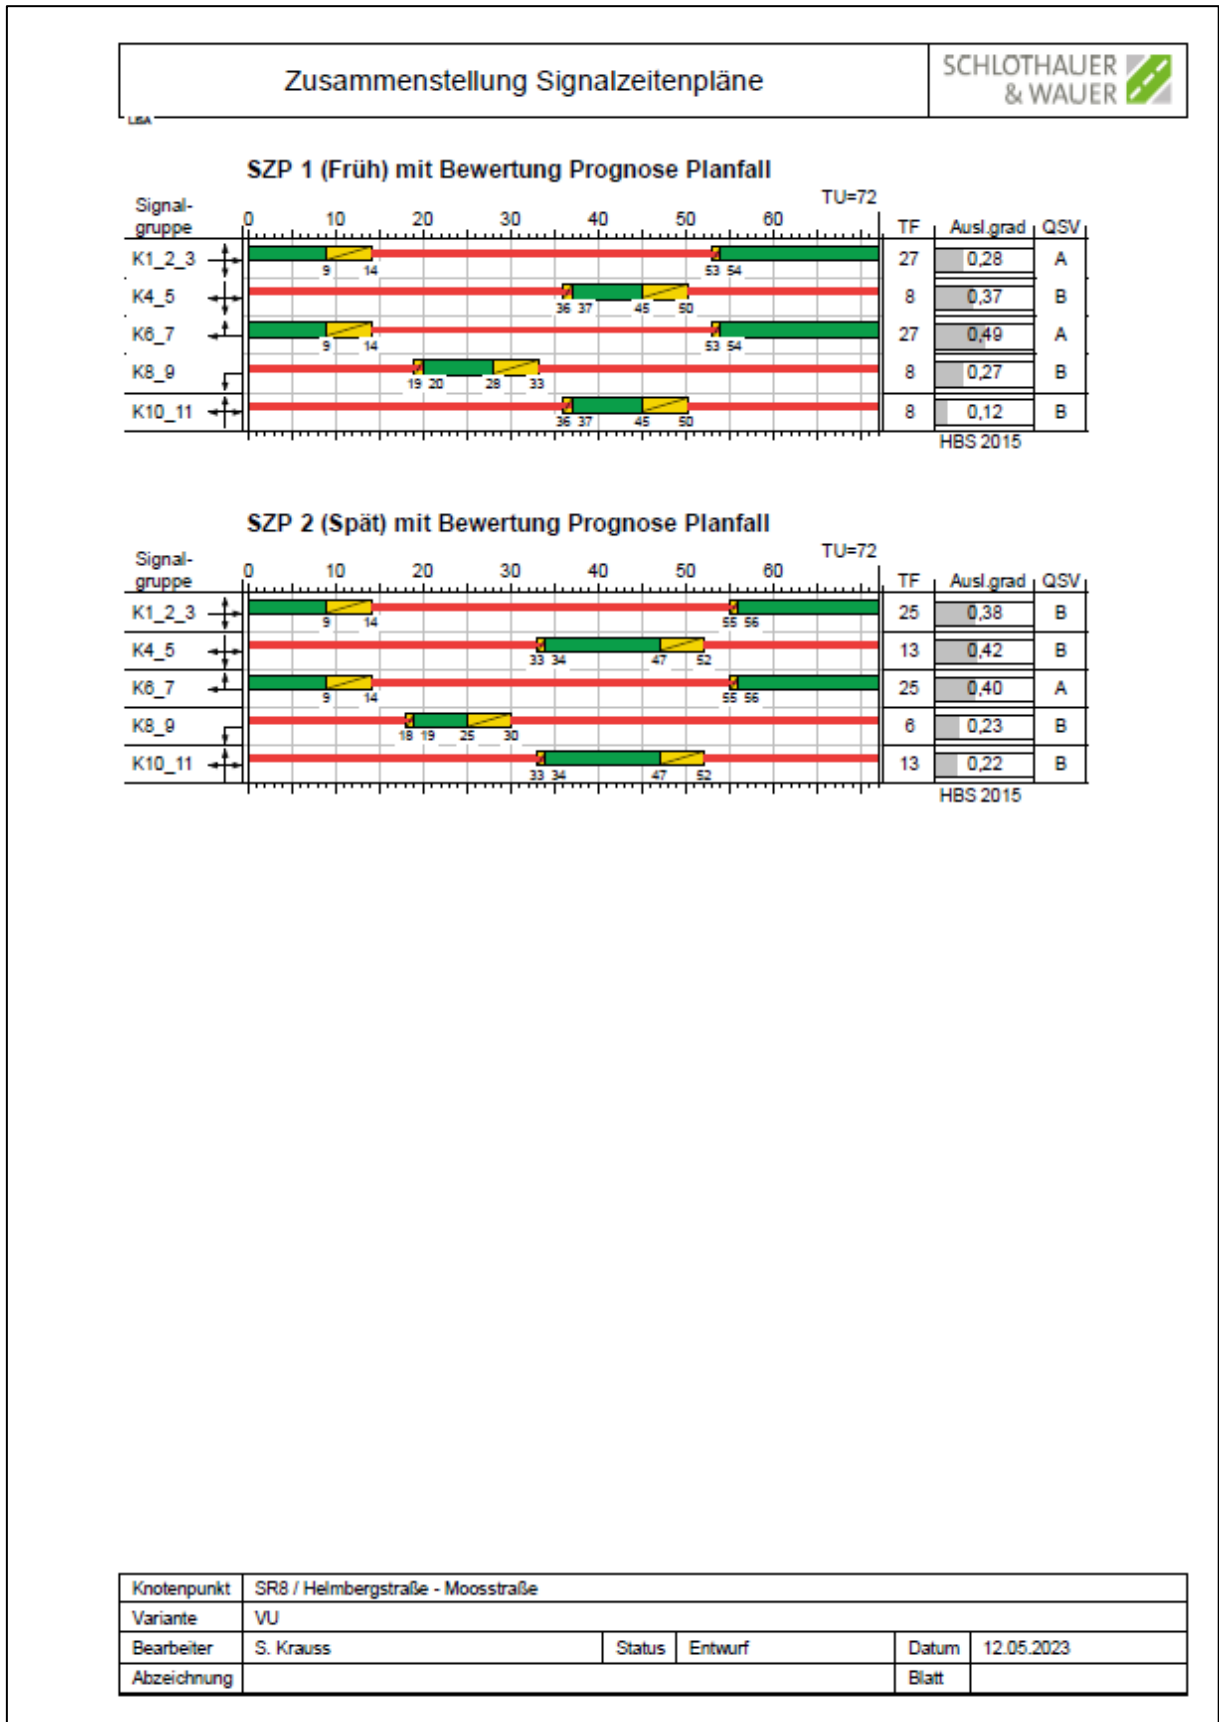 Zusammenstellung Signalzeitenpläne
SCHLOTHAUER
& WAUER
LISA
SZP 1 (Früh) mit Bewertung Prognose Planfall
TU=72
Signal-
gruppe
0 10 20 30 40 50 60
TF Ausl.grad QSV
K1_2_3 9 14 53 54 27 0,28 A
K4_5 36 37 45 50 8 0,37 B
K6_7 9 14 53 54 27 0,49 A
K8_9 19 20 28 33 8 0,27 B
K10_11 36 37 45 50 8 0,12 B
HBS 2015
SZP 2 (Spät) mit Bewertung Prognose Planfall
TU=72
Signal-
gruppe
0 10 20 30 40 50 60
TF Ausl.grad QSV
K1_2_3 9 14 55 56 25 0,38 B
K4_5 33 34 47 52 13 0,42 B
K6_7 9 14 55 56 25 0,40 A
K8_9 18 19 25 30 6 0,23 B
K10_11 33 34 47 52 13 0,22 B
HBS 2015
Knotenpunkt SR8 / Helmbergstraße - Moosstraße
Variante VU
Bearbeiter S. Krauss Status Entwurf Datum 12.05.2023
Abzeichnung Blatt